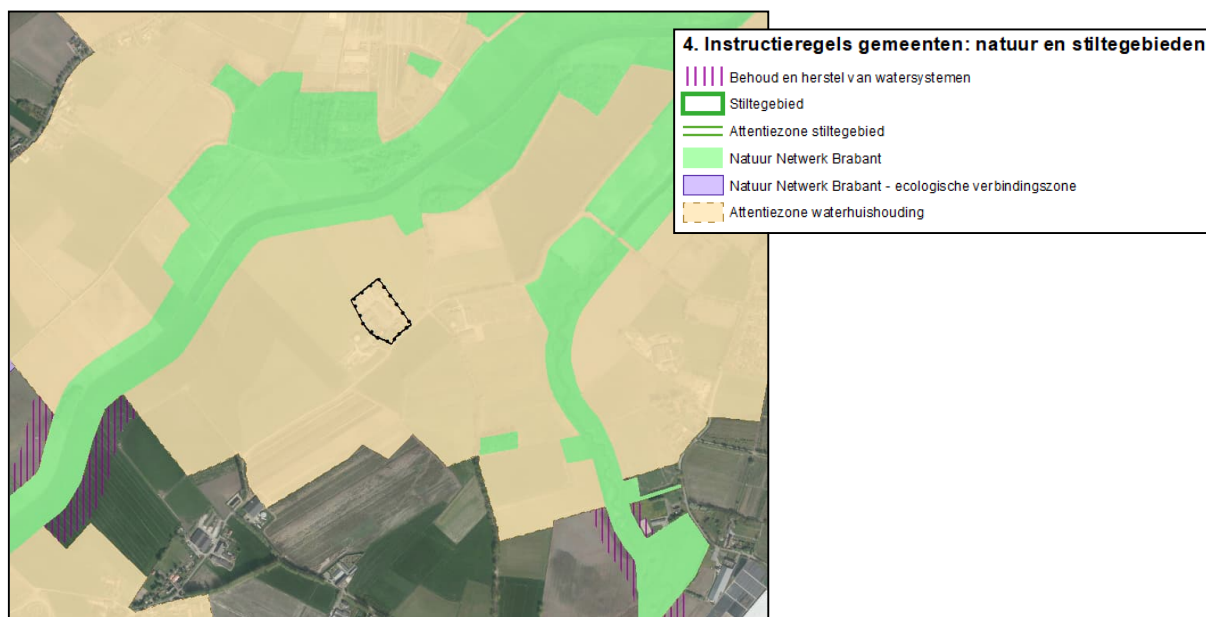 4. Instructieregels gemeenten: natuur en stiltegebieden
Behoud en herstel van watersystemen
Stiltegebied
Attentiezone stiltegebied
Natuur Netwerk Brabant
Natuur Netwerk Brabant - ecologische verbindingszone
Attentiezone waterhuishouding